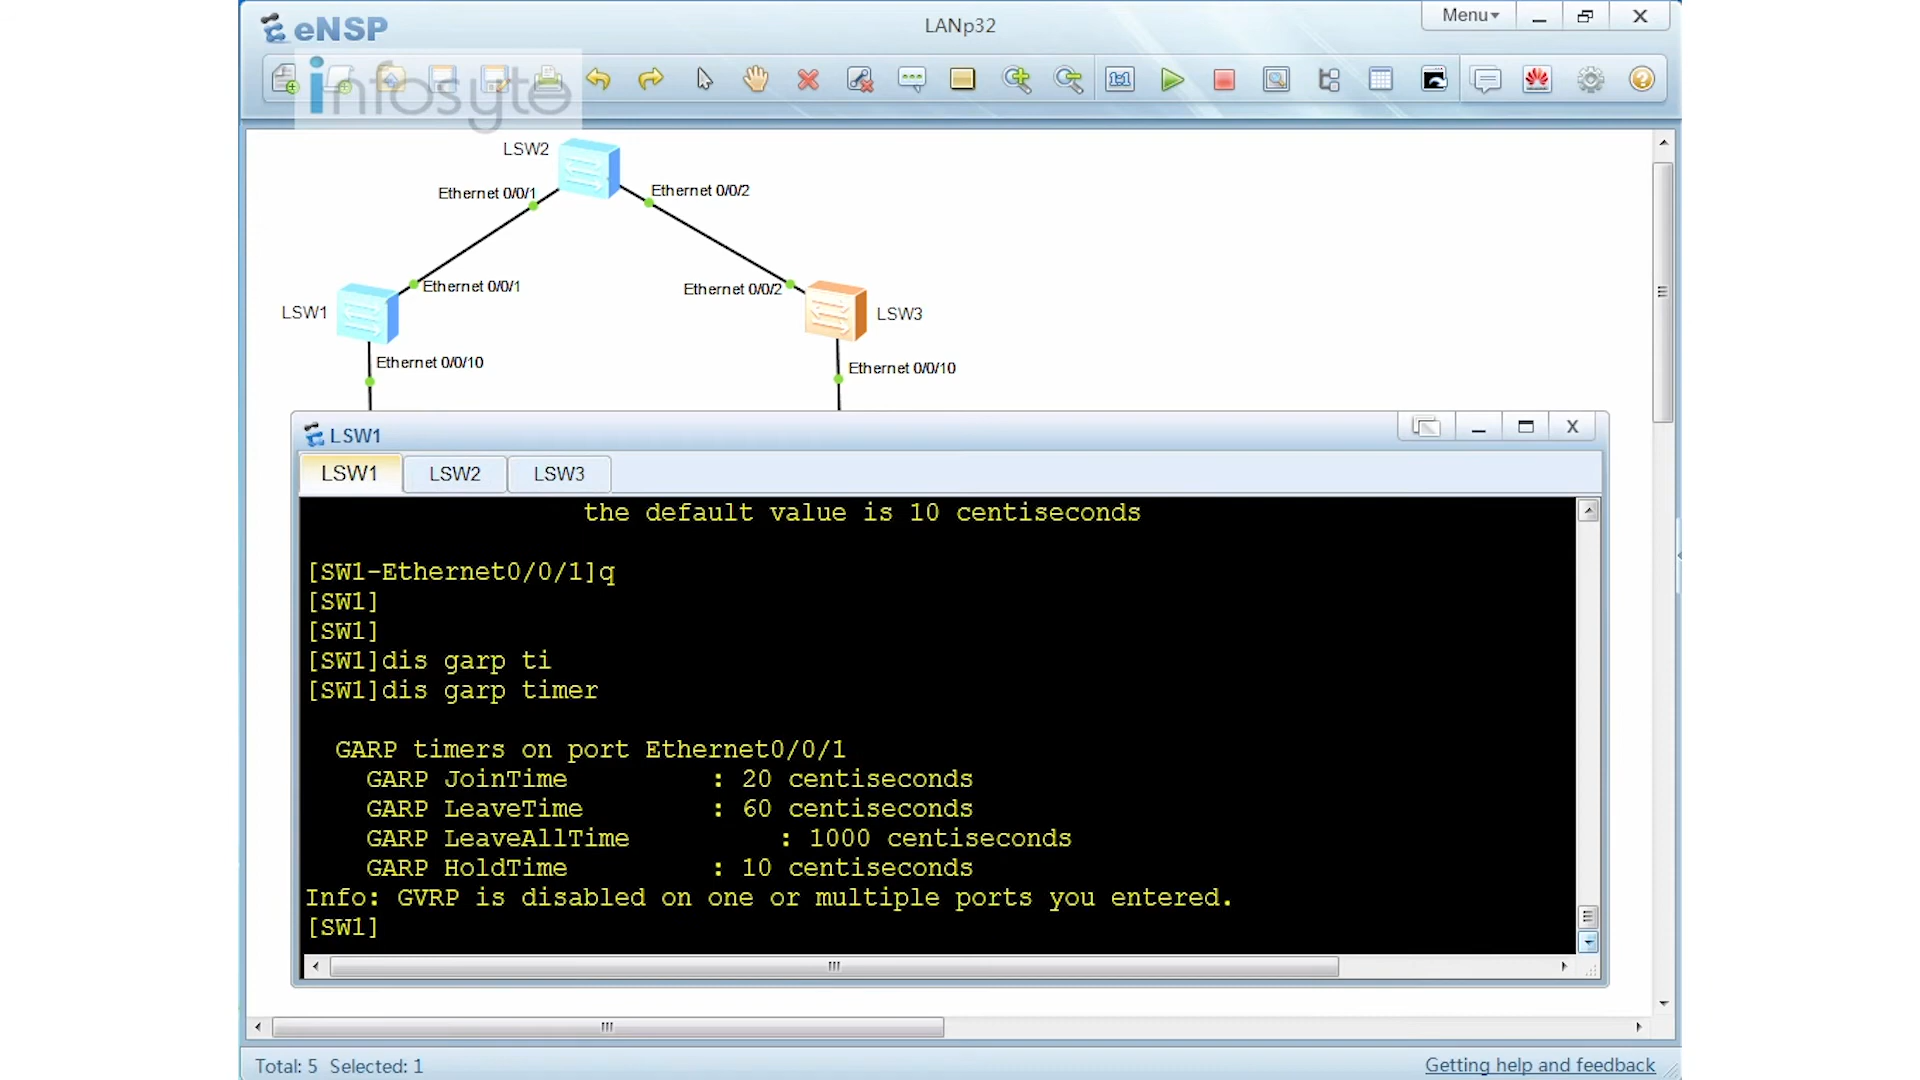 eNSP
LANp32
Menu
infosyte
LSW2
Ethernet 0/0/1
Ethernet 0/0/2
Ethernet 0/0/1
Ethernet 0/0/2
LSW1
LSW3
Ethernet 0/0/10
Ethernet 0/0/10
LSW1
LSW1 LSW2 LSW3
the default value is 10 centiseconds
[SW1-Ethernet0/0/1]q
[SW1]
[SW1]
[SW1]dis garp ti
[SW1]dis garp timer
GARP timers on port Ethernet0/0/1
GARP JoinTime : 20 centiseconds
GARP LeaveTime : 60 centiseconds
GARP LeaveAllTime : 1000 centiseconds
GARP HoldTime : 10 centiseconds
Info: GVRP is disabled on one or multiple ports you entered.
[SW1]
Total: 5 Selected: 1
Getting help and feedback